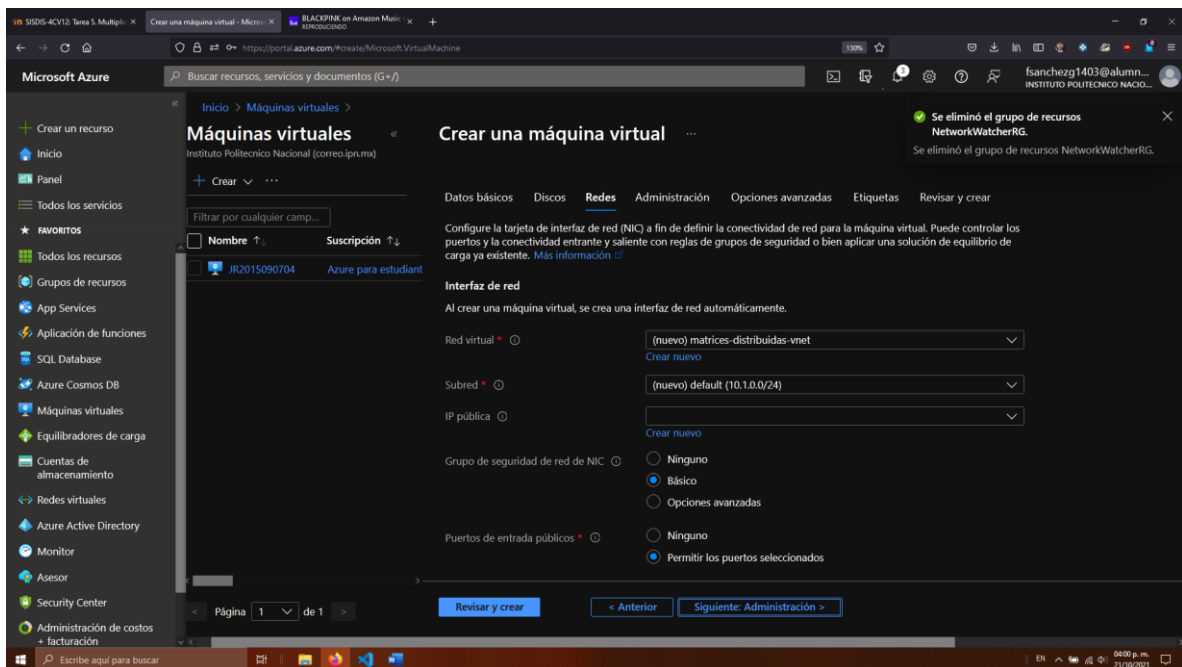 SISDIS-4CV12: Tarea 5. Multiplic
Crear una máquina virtual - Micros
BLACKPINK on Amazon Music
REPRODUCIENDO
https://portal.azure.com/#create/Microsoft.VirtualMachine
130%
Microsoft Azure
Buscar recursos, servicios y documentos (G+/)
3
fsanchezg1403@alumn...
INSTITUTO POLITECNICO NACIO...
Inicio > Máquinas virtuales >
Crear un recurso
Inicio
Panel
Todos los servicios
FAVORITOS
Todos los recursos
Grupos de recursos
App Services
Aplicación de funciones
SQL Database
Azure Cosmos DB
Máquinas virtuales
Equilibradores de carga
Cuentas de
almacenamiento
Redes virtuales
Azure Active Directory
Monitor
Asesor
Security Center
Administración de costos
+ facturación
Máquinas virtuales
Instituto Politecnico Nacional (correo.ipn.mx)
+ Crear ···
Filtrar por cualquier camp...
Nombre ↑↓ Suscripción ↑↓
JR2015090704 Azure para estudiant
< Página 1 de 1 >
Crear una máquina virtual ···
Se eliminó el grupo de recursos
NetworkWatcherRG.
Se eliminó el grupo de recursos NetworkWatcherRG.
Datos básicos Discos Redes Administración Opciones avanzadas Etiquetas Revisar y crear
Configure la tarjeta de interfaz de red (NIC) a fin de definir la conectividad de red para la máquina virtual. Puede controlar los
puertos y la conectividad entrante y saliente con reglas de grupos de seguridad o bien aplicar una solución de equilibrio de
carga ya existente. Más información
Interfaz de red
Al crear una máquina virtual, se crea una interfaz de red automáticamente.
Red virtual * (nuevo) matrices-distribuidas-vnet
Crear nuevo
Subred * (nuevo) default (10.1.0.0/24)
IP pública
Crear nuevo
Grupo de seguridad de red de NIC Ninguno
Básico
Opciones avanzadas
Puertos de entrada públicos * Ninguno
Permitir los puertos seleccionados
Revisar y crear < Anterior Siguiente: Administración >
Escribe aquí para buscar
EN
04:00 p. m.
21/10/2021